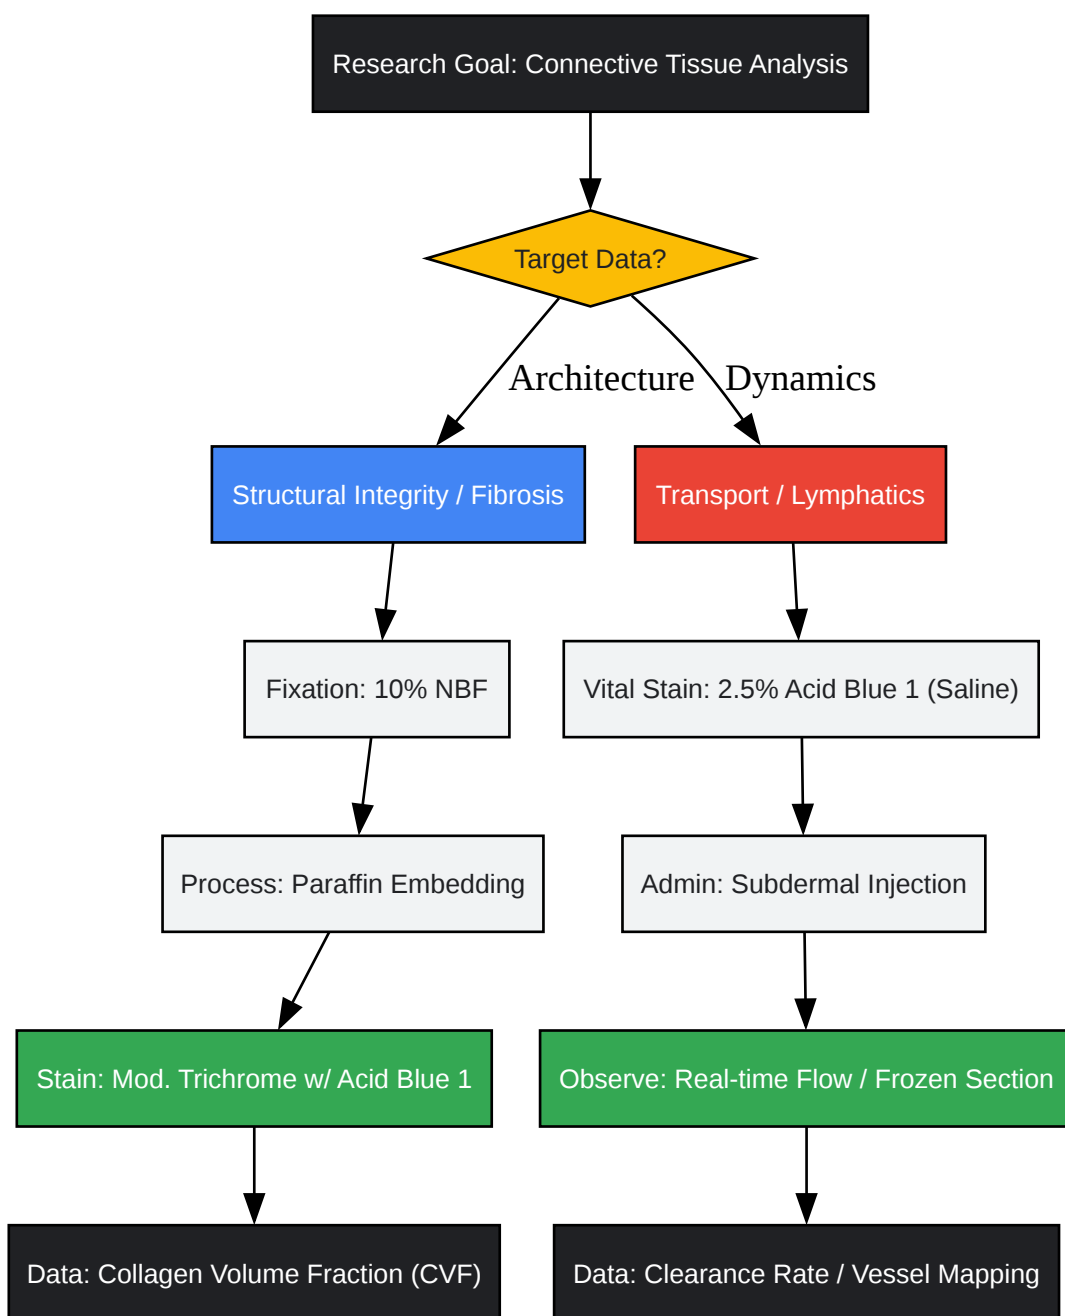 Research Goal: Connective Tissue Analysis
Target Data?
Architecture
Dynamics
Structural Integrity / Fibrosis
Transport / Lymphatics
Fixation: 10% NBF
Vital Stain: 2.5% Acid Blue 1 (Saline)
Process: Paraffin Embedding
Admin: Subdermal Injection
Stain: Mod. Trichrome w/ Acid Blue 1
Observe: Real-time Flow / Frozen Section
Data: Collagen Volume Fraction (CVF)
Data: Clearance Rate / Vessel Mapping